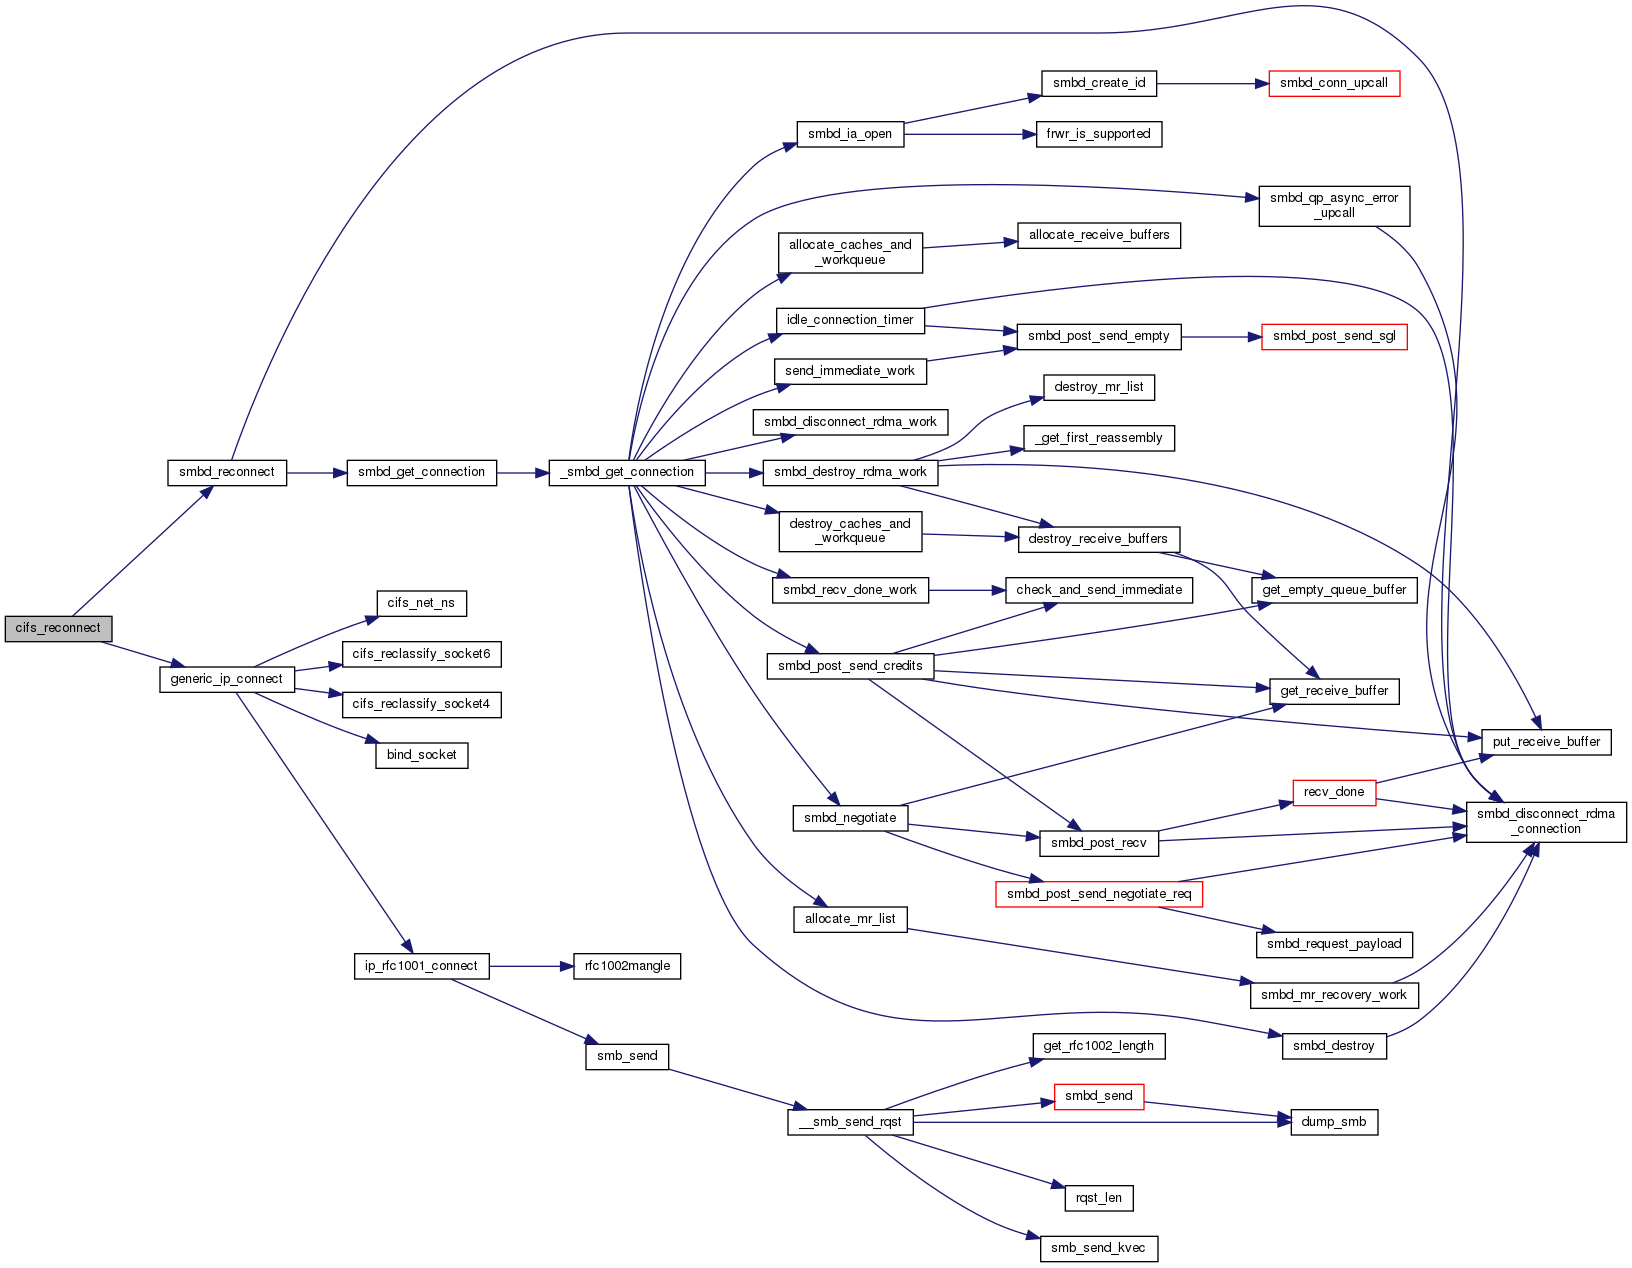 smbd_create_id
smbd_conn_upcall
smbd_ia_open
frwr_is_supported
smbd_qp_async_error
_upcall
allocate_caches_and
_workqueue
allocate_receive_buffers
idle_connection_timer
smbd_post_send_empty
smbd_post_send_sgl
send_immediate_work
destroy_mr_list
smbd_disconnect_rdma_work
_get_first_reassembly
smbd_reconnect
smbd_get_connection
_smbd_get_connection
smbd_destroy_rdma_work
destroy_caches_and
_workqueue
destroy_receive_buffers
smbd_recv_done_work
check_and_send_immediate
get_empty_queue_buffer
cifs_reconnect
cifs_net_ns
cifs_reclassify_socket6
generic_ip_connect
cifs_reclassify_socket4
bind_socket
smbd_post_send_credits
get_receive_buffer
put_receive_buffer
recv_done
smbd_negotiate
smbd_post_recv
smbd_disconnect_rdma
_connection
smbd_post_send_negotiate_req
allocate_mr_list
smbd_request_payload
ip_rfc1001_connect
rfc1002mangle
smbd_mr_recovery_work
smb_send
get_rfc1002_length
smbd_destroy
smbd_send
__smb_send_rqst
dump_smb
rqst_len
smb_send_kvec